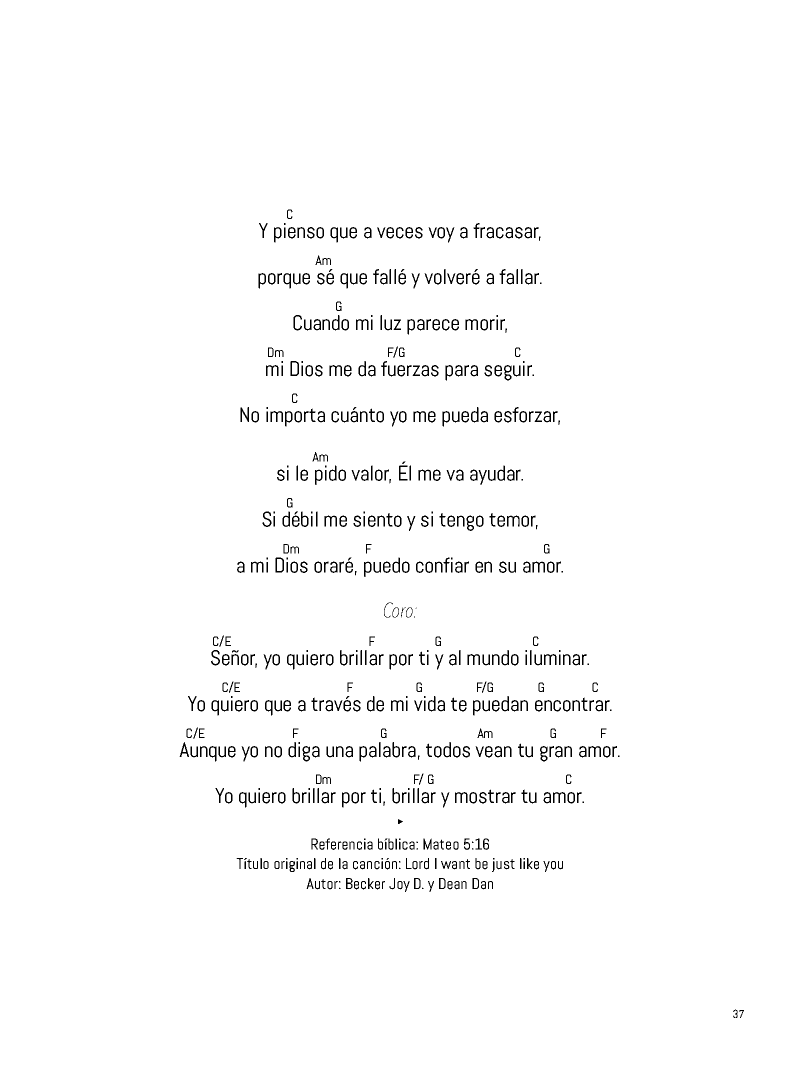 C
Y pienso que a veces voy a fracasar,
Am
porque sé que fallé y volveré a fallar.
G
Cuando mi luz parece morir,
Dm F/G C
mi Dios me da fuerzas para seguir.
C
No importa cuánto yo me pueda esforzar,
Am
si le pido valor, Él me va ayudar.
G
Si débil me siento y si tengo temor,
Dm F G
a mi Dios oraré, puedo confiar en su amor.
Coro:
C/E F G C
Señor, yo quiero brillar por ti y al mundo iluminar.
C/E F G F/G G C
Yo quiero que a través de mi vida te puedan encontrar.
C/E F G Am G F
Aunque yo no diga una palabra, todos vean tu gran amor.
Dm F/ G C
Yo quiero brillar por ti, brillar y mostrar tu amor.
Referencia bíblica: Mateo 5:16
Título original de la canción: Lord I want be just like you
Autor: Becker Joy D. y Dean Dan
37